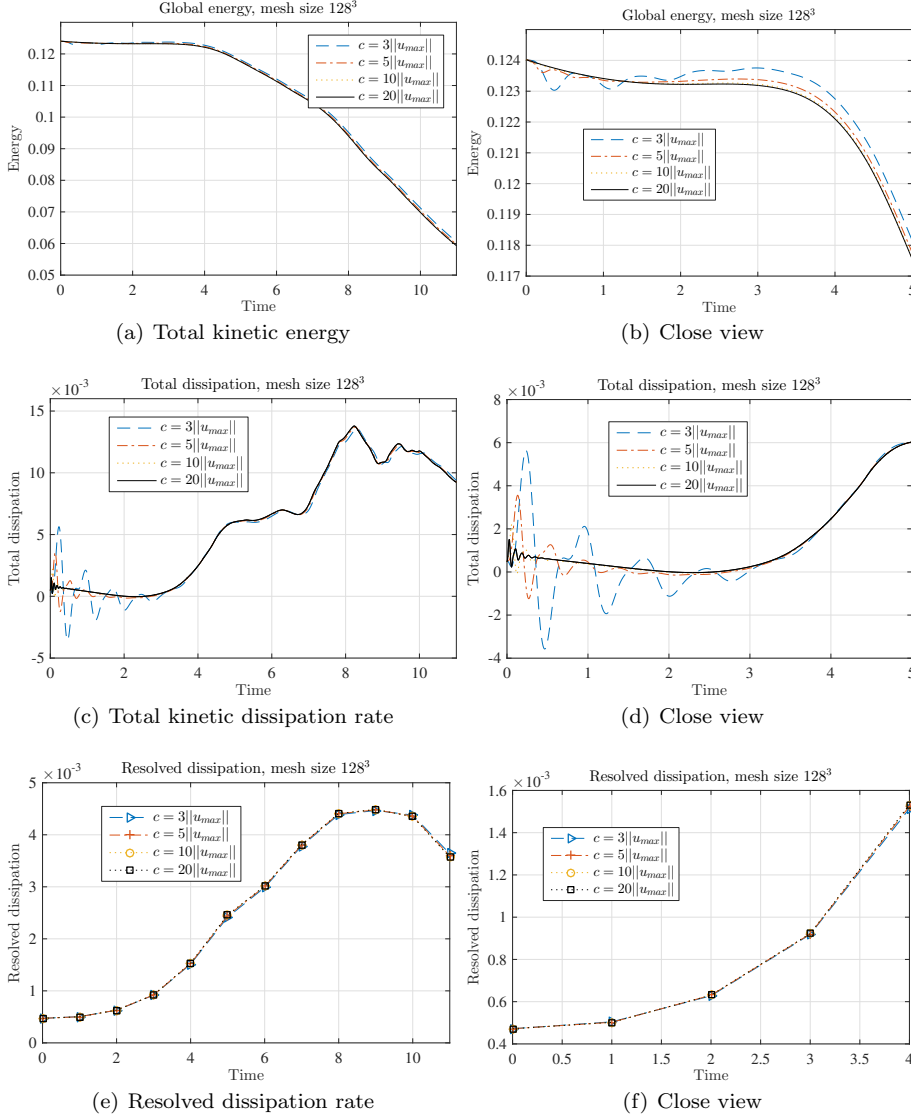 Global energy, mesh size 128³
0.12
0.11
0.1
0.09
0.08
0.07
0.06
0.05
Energy
0 2 4 6 8 10
Time
c = 3||u_max||
c = 5||u_max||
c = 10||u_max||
c = 20||u_max||
(a) Total kinetic energy
Global energy, mesh size 128³
0.124
0.123
0.122
0.121
0.12
0.119
0.118
0.117
Energy
0 1 2 3 4 5
Time
c = 3||u_max||
c = 5||u_max||
c = 10||u_max||
c = 20||u_max||
(b) Close view
×10⁻³ Total dissipation, mesh size 128³
15
10
5
0
-5
Total dissipation
0 2 4 6 8 10
Time
c = 3||u_max||
c = 5||u_max||
c = 10||u_max||
c = 20||u_max||
(c) Total kinetic dissipation rate
×10⁻³ Total dissipation, mesh size 128³
8
6
4
2
0
-2
-4
Total dissipation
0 1 2 3 4 5
Time
c = 3||u_max||
c = 5||u_max||
c = 10||u_max||
c = 20||u_max||
(d) Close view
×10⁻³ Resolved dissipation, mesh size 128³
5
4
3
2
1
0
Resolved dissipation
0 2 4 6 8 10
Time
c = 3||u_max||
c = 5||u_max||
c = 10||u_max||
c = 20||u_max||
(e) Resolved dissipation rate
×10⁻³ Resolved dissipation, mesh size 128³
1.6
1.4
1.2
1
0.8
0.6
0.4
Resolved dissipation
0 0.5 1 1.5 2 2.5 3 3.5 4
Time
c = 3||u_max||
c = 5||u_max||
c = 10||u_max||
c = 20||u_max||
(f) Close view